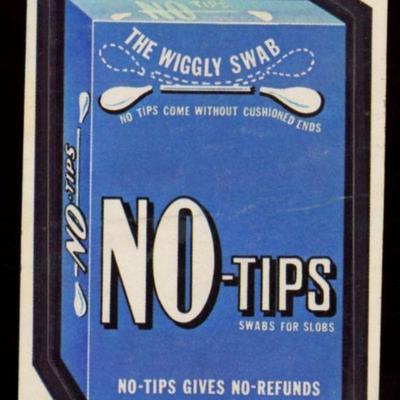 NO-TIPS
THE WIGGLY SWAB
NO TIPS COME WITHOUT CUSHIONED ENDS
NO-TIPS
NO-TIPS
SWABS FOR SLOBS
NO-TIPS GIVES NO-REFUNDS